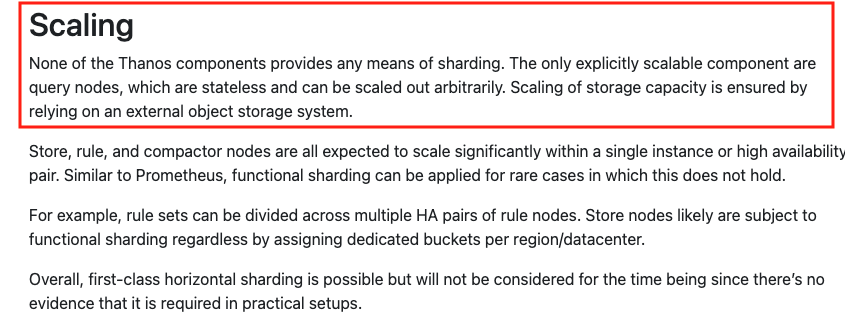 Scaling
None of the Thanos components provides any means of sharding. The only explicitly scalable component are
query nodes, which are stateless and can be scaled out arbitrarily. Scaling of storage capacity is ensured by
relying on an external object storage system.
Store, rule, and compactor nodes are all expected to scale significantly within a single instance or high availability
pair. Similar to Prometheus, functional sharding can be applied for rare cases in which this does not hold.
For example, rule sets can be divided across multiple HA pairs of rule nodes. Store nodes likely are subject to
functional sharding regardless by assigning dedicated buckets per region/datacenter.
Overall, first-class horizontal sharding is possible but will not be considered for the time being since there’s no
evidence that it is required in practical setups.